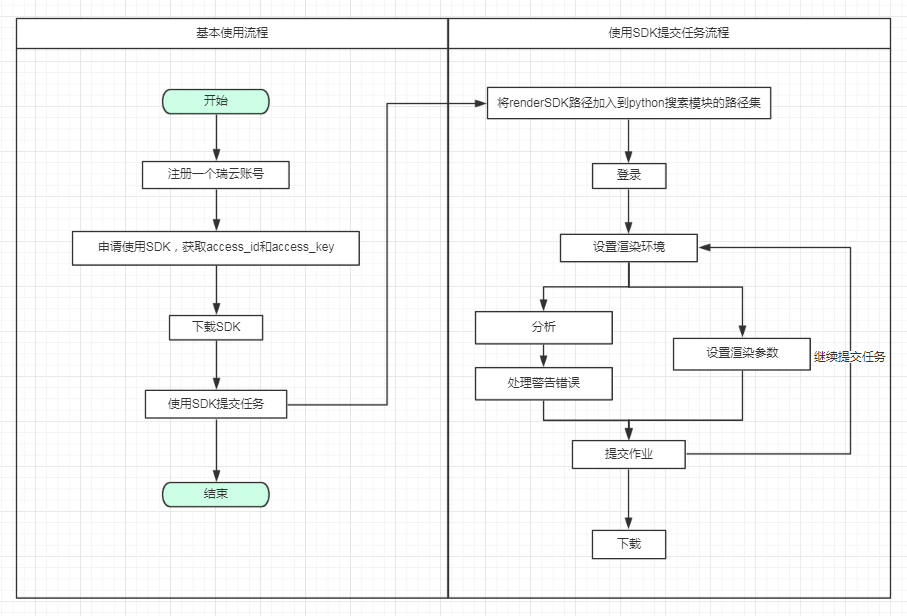 基本使用流程
使用SDK提交任务流程
开始
注册一个瑞云账号
申请使用SDK，获取access_id和access_key
下载SDK
使用SDK提交任务
结束
将renderSDK路径加入到python搜索模块的路径集
登录
设置渲染环境
分析
设置渲染参数
继续提交任务
处理警告错误
提交作业
下载